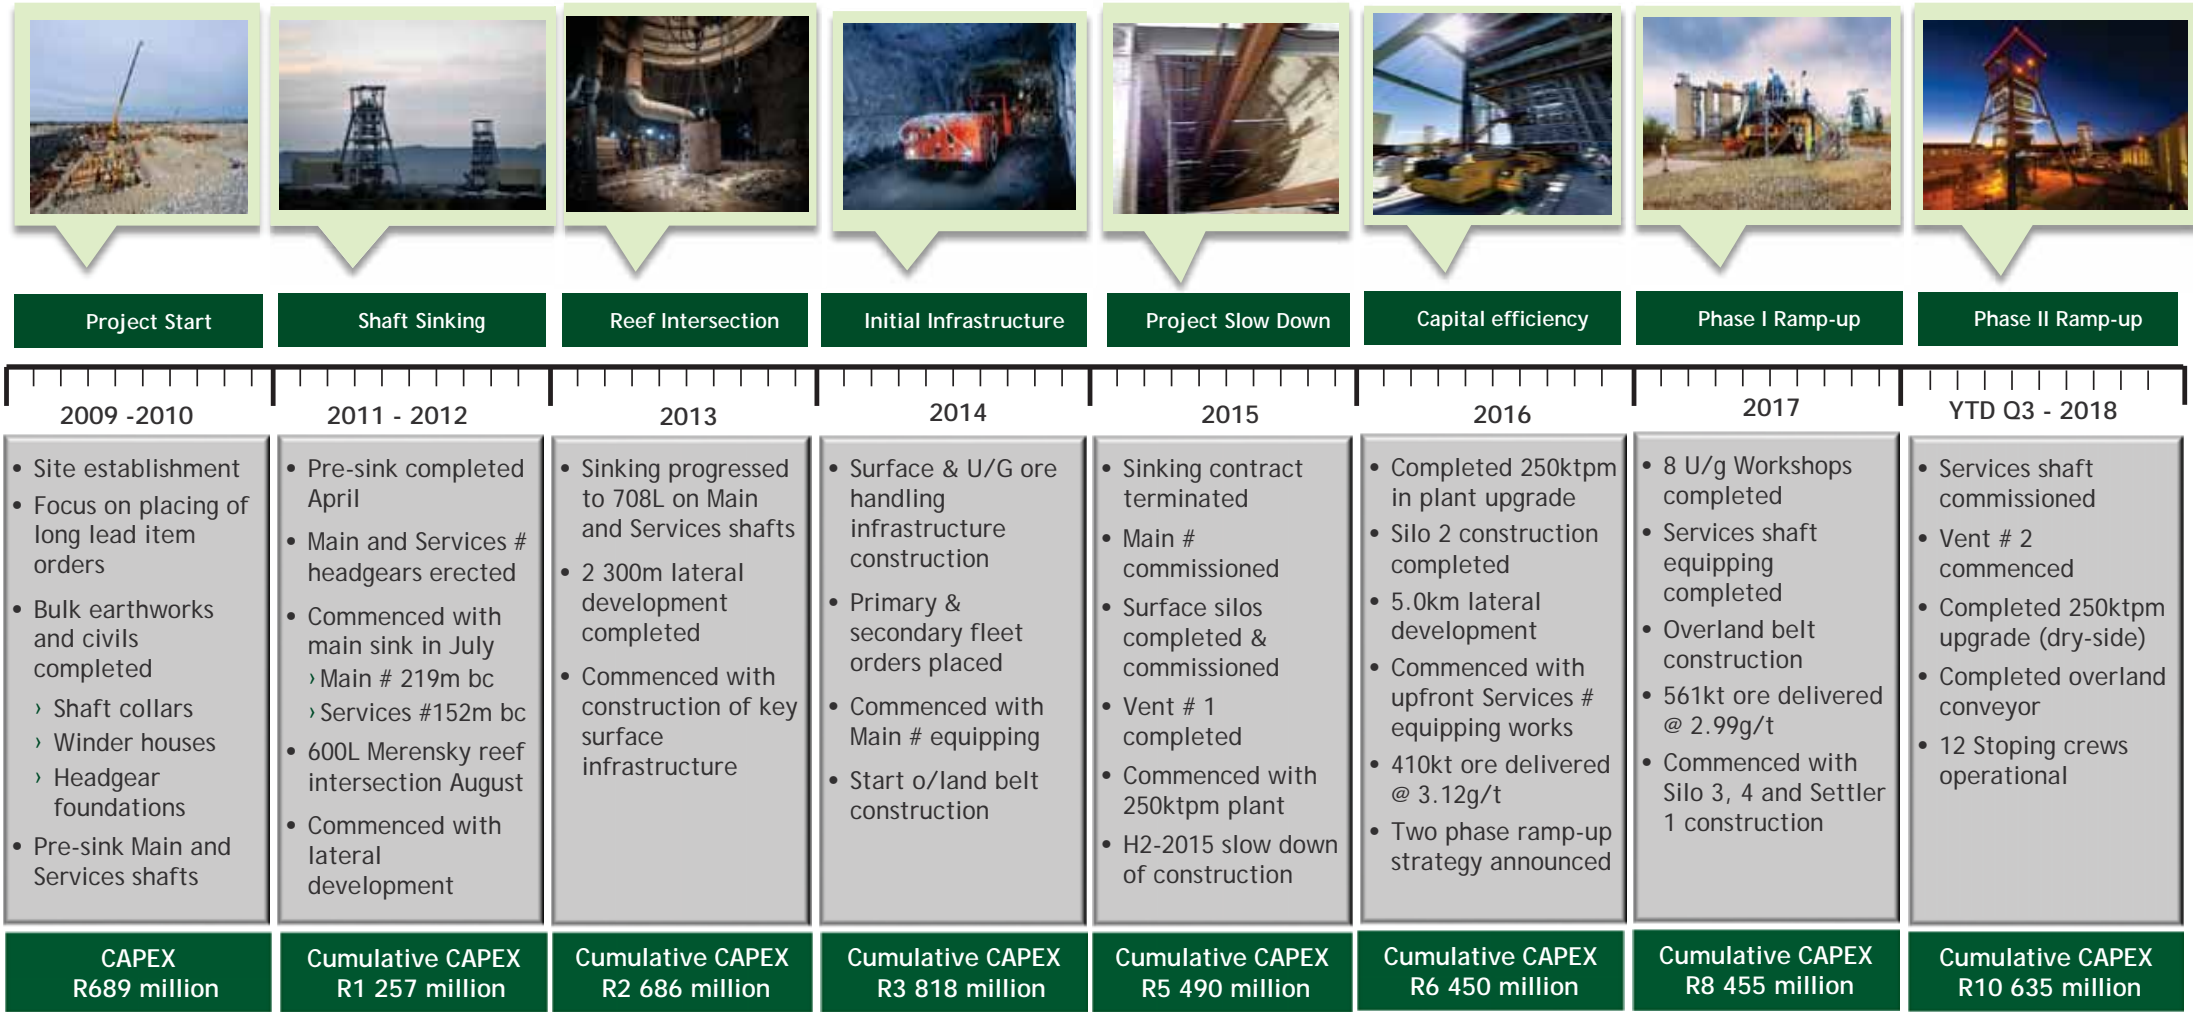 Project Start
Shaft Sinking
Reef Intersection
Initial Infrastructure
Project Slow Down
Capital efficiency
Phase I Ramp-up
Phase II Ramp-up
2009 -2010
2011 - 2012
2013
2014
2015
2016
2017
YTD Q3 - 2018
• Site establishment
• Focus on placing of
long lead item
orders
• Bulk earthworks
and civils
completed
› Shaft collars
› Winder houses
› Headgear
foundations
• Pre-sink Main and
Services shafts
• Pre-sink completed
April
• Main and Services #
headgears erected
• Commenced with
main sink in July
› Main # 219m bc
› Services #152m bc
• 600L Merensky reef
intersection August
• Commenced with
lateral
development
• Sinking progressed
to 708L on Main
and Services shafts
• 2 300m lateral
development
completed
• Commenced with
construction of key
surface
infrastructure
• Surface & U/G ore
handling
infrastructure
construction
• Primary &
secondary fleet
orders placed
• Commenced with
Main # equipping
• Start o/land belt
construction
• Sinking contract
terminated
• Main #
commissioned
• Surface silos
completed &
commissioned
• Vent # 1
completed
• Commenced with
250ktpm plant
• H2-2015 slow down
of construction
• Completed 250ktpm
in plant upgrade
• Silo 2 construction
completed
• 5.0km lateral
development
• Commenced with
upfront Services #
equipping works
• 410kt ore delivered
@ 3.12g/t
• Two phase ramp-up
strategy announced
• 8 U/g Workshops
completed
• Services shaft
equipping
completed
• Overland belt
construction
• 561kt ore delivered
@ 2.99g/t
• Commenced with
Silo 3, 4 and Settler
1 construction
• Services shaft
commissioned
• Vent # 2
commenced
• Completed 250ktpm
upgrade (dry-side)
• Completed overland
conveyor
• 12 Stoping crews
operational
CAPEX
R689 million
Cumulative CAPEX
R1 257 million
Cumulative CAPEX
R2 686 million
Cumulative CAPEX
R3 818 million
Cumulative CAPEX
R5 490 million
Cumulative CAPEX
R6 450 million
Cumulative CAPEX
R8 455 million
Cumulative CAPEX
R10 635 million